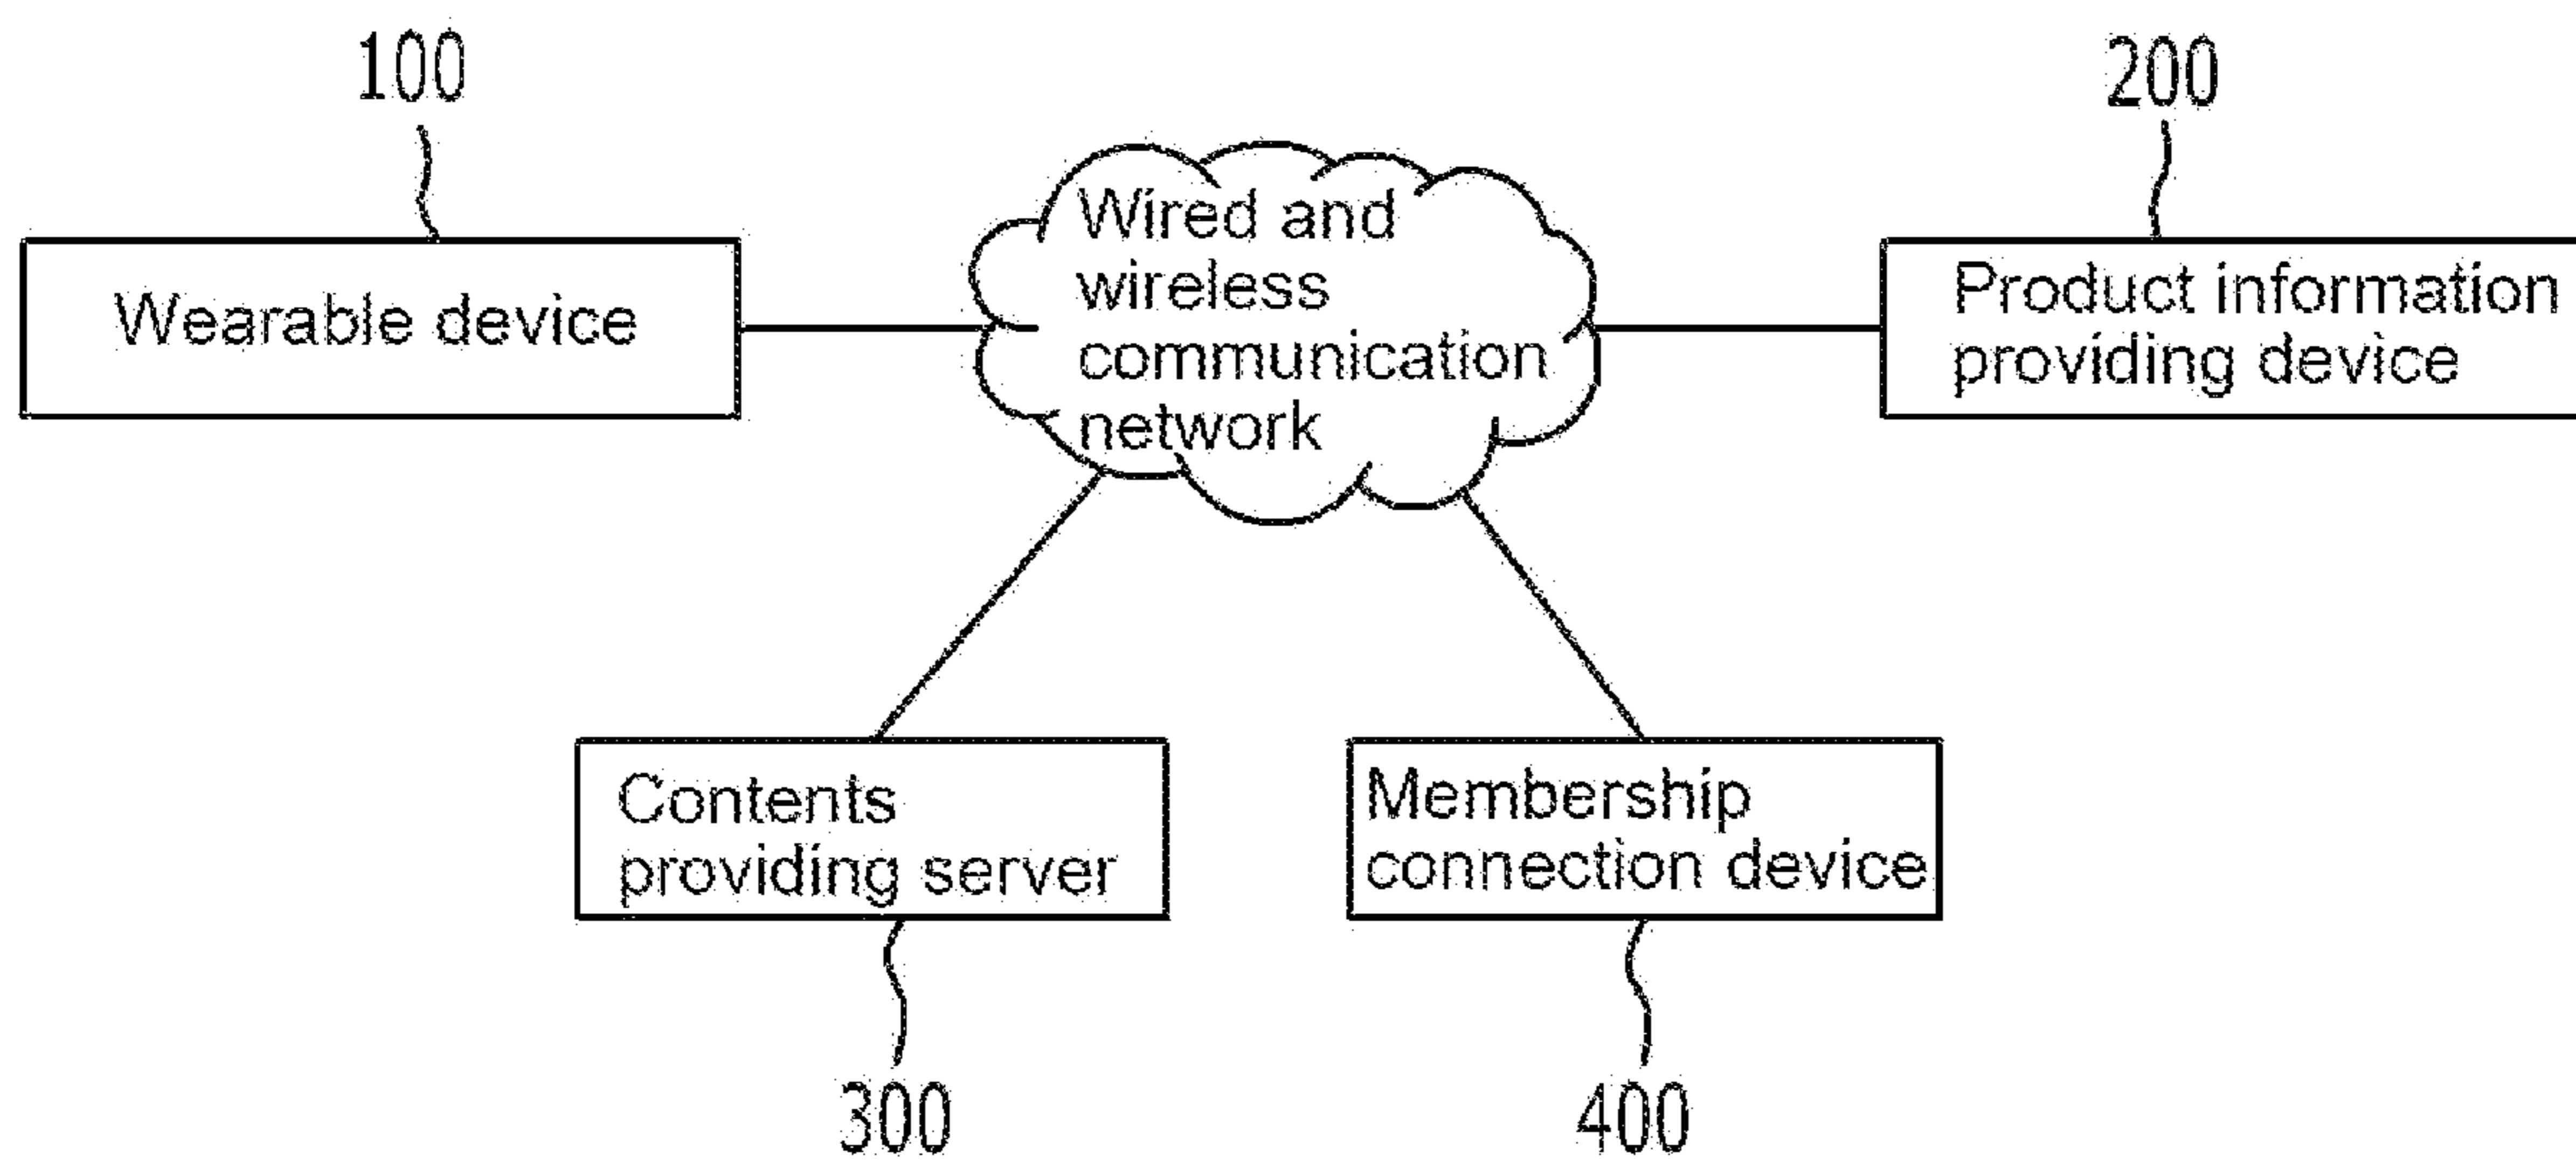 100
200
Wearable device
Wired and
wireless
communication
network
Product information
providing device
Contents
providing server
Membership
connection device
300
400